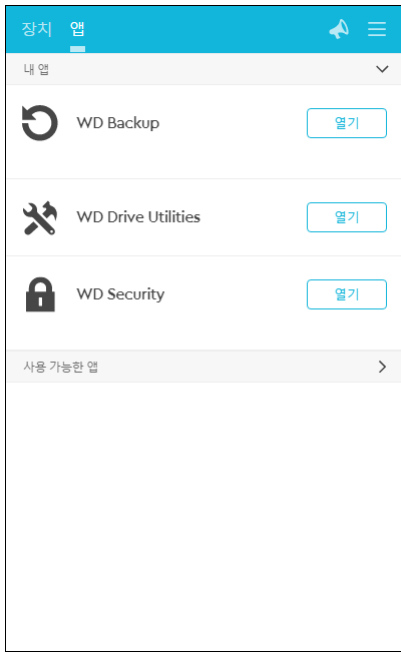 장치 앱
내 앱
WD Backup 열기
WD Drive Utilities 열기
WD Security 열기
사용 가능한 앱